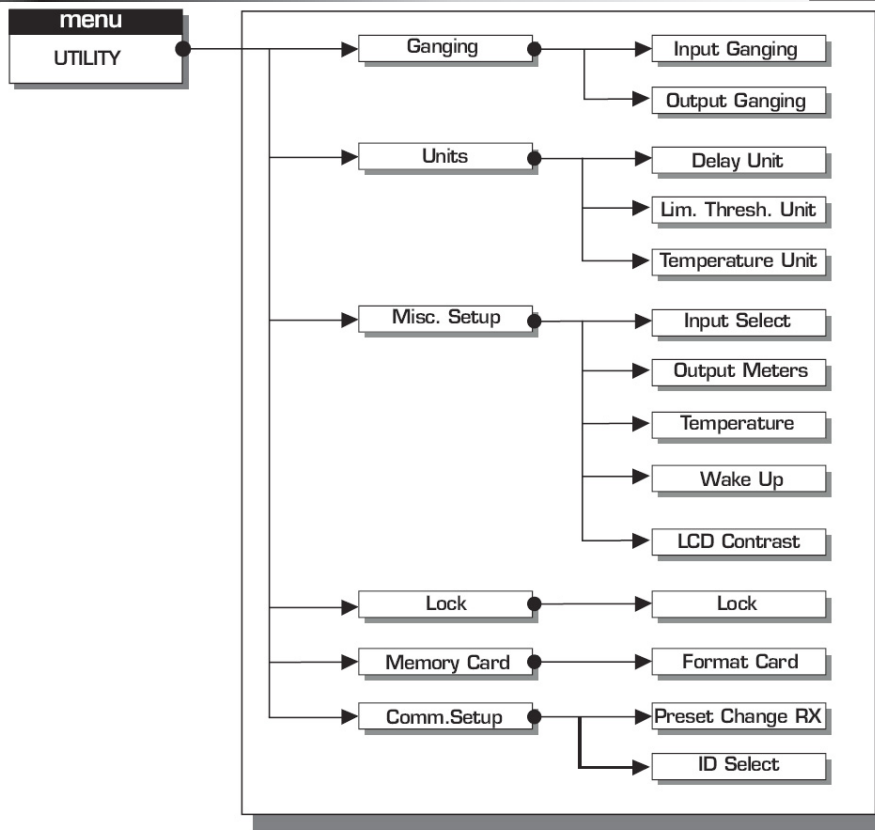 menu
UTILITY
Ganging
Input Ganging
Output Ganging
Units
Delay Unit
Lim. Thresh. Unit
Temperature Unit
Misc. Setup
Input Select
Output Meters
Temperature
Wake Up
LCD Contrast
Lock
Lock
Memory Card
Format Card
Comm.Setup
Preset Change RX
ID Select